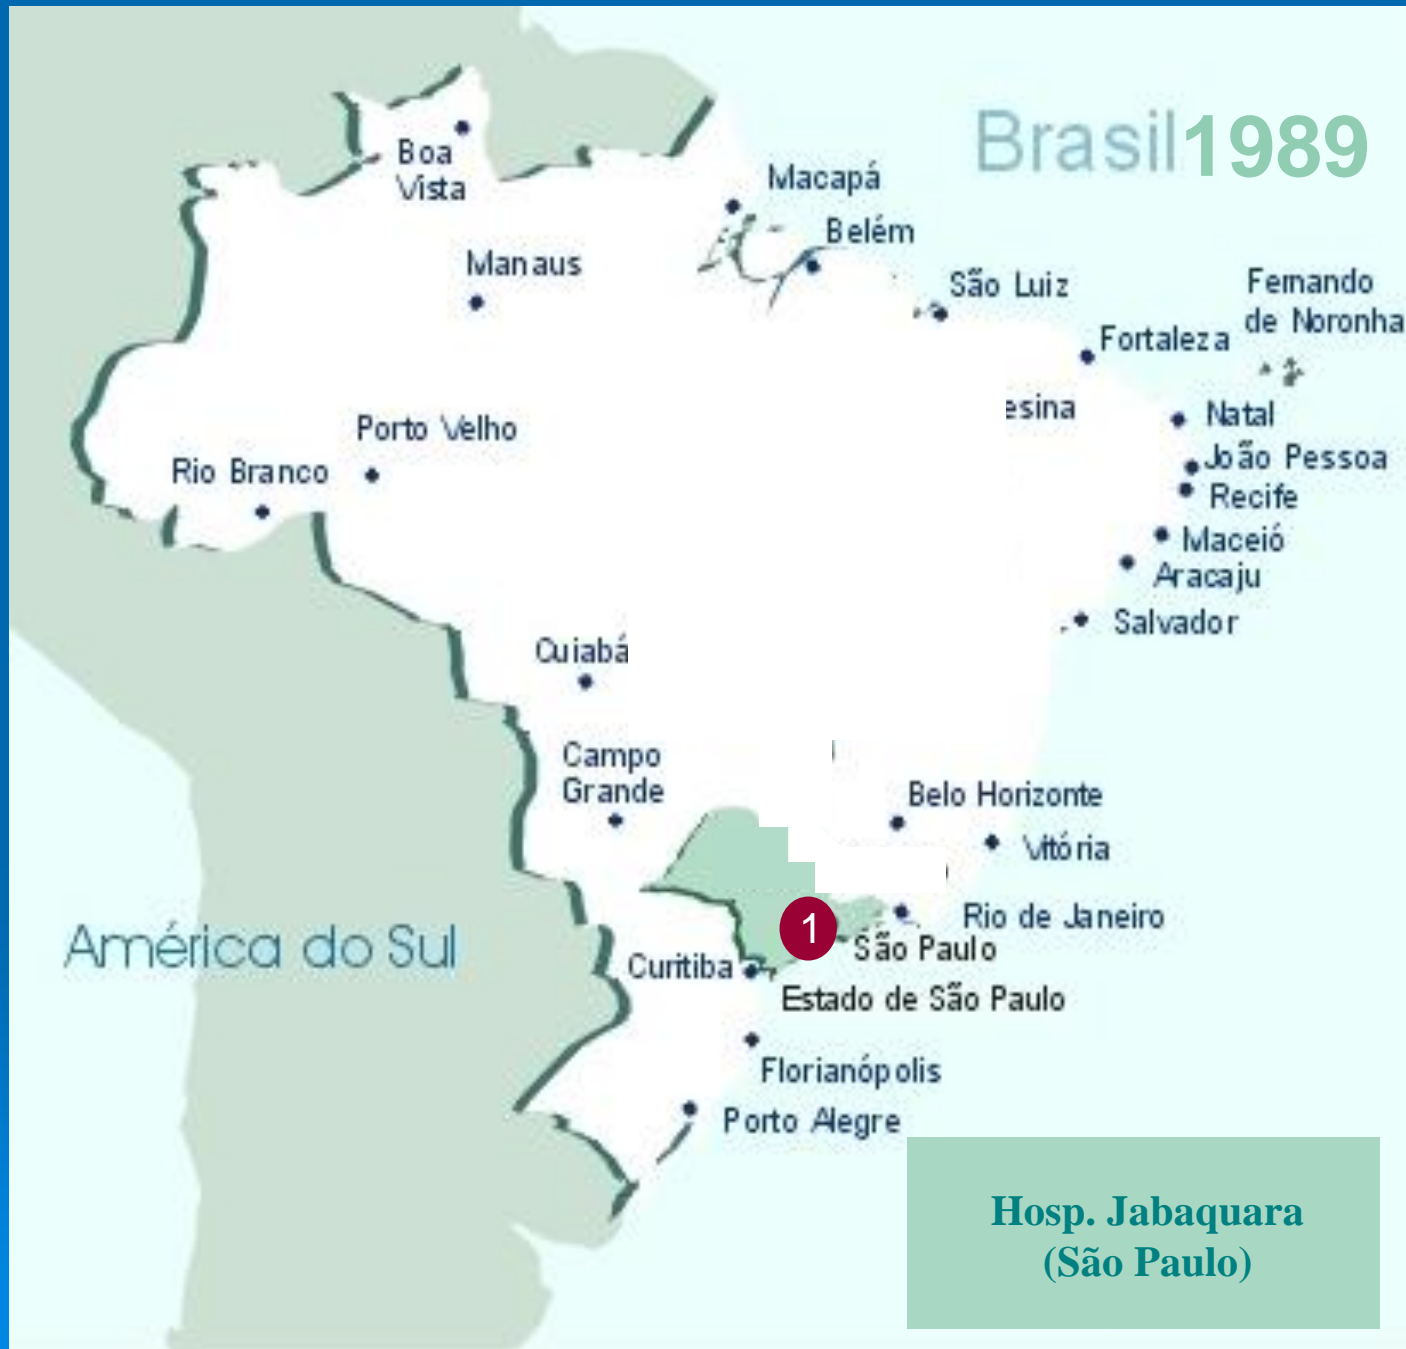 Brasil 1989
Boa
Vista
Macapá
Belém
Manaus
São Luiz
Fernando
de Noronha
Fortaleza
esina
Natal
Porto Velho
João Pessoa
Rio Branco
Recife
Maceió
Aracaju
Salvador
Cuiabá
Campo
Grande
Belo Horizonte
Vitória
Rio de Janeiro
1
América do Sul
São Paulo
Curitiba
Estado de São Paulo
Florianópolis
Porto Alegre
Hosp. Jabaquara
(São Paulo)